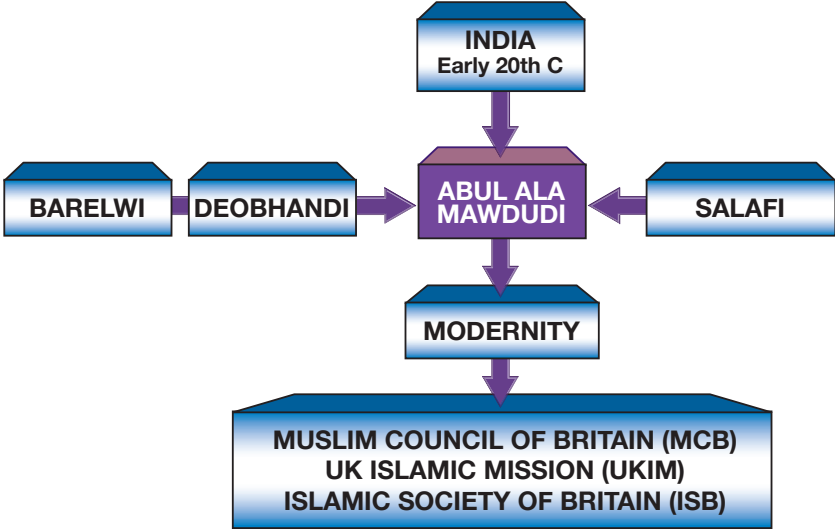 INDIA
Early 20th C
BARELWI
DEOBHANDI
ABUL ALA
MAWDUDI
SALAFI
MODERNITY
MUSLIM COUNCIL OF BRITAIN (MCB)
UK ISLAMIC MISSION (UKIM)
ISLAMIC SOCIETY OF BRITAIN (ISB)